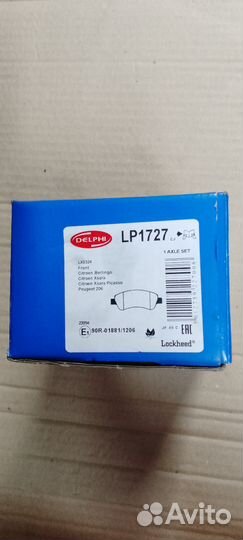 DELPHI
LP1727
1 AXLE SET
Front
Citroen Berlingo
Citroen Xsara
Citroen Xsara Picasso
Peugeot 206
90R-01881/1206
EAC
Lockheed®
Avito